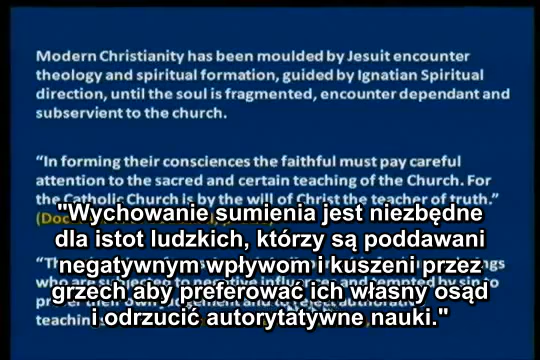 Modern Christianity has been moulded by Jesuit encounter
theology and spiritual formation, guided by Ignatian Spiritual
direction, until the soul is fragmented, encounter dependant and
subservient to the church.
“In forming their consciences the faithful must pay careful
attention to the sacred and certain teaching of the Church. For
the Catholic Church is by the will of Christ the teacher of truth.”
"Wychowanie sumienia jest niezbędne
dla istot ludzkich, którzy są poddawani
negatywnym wpływom i kuszeni przez
grzech aby preferować ich własny osąd
i odrzucić autorytatywne nauki."